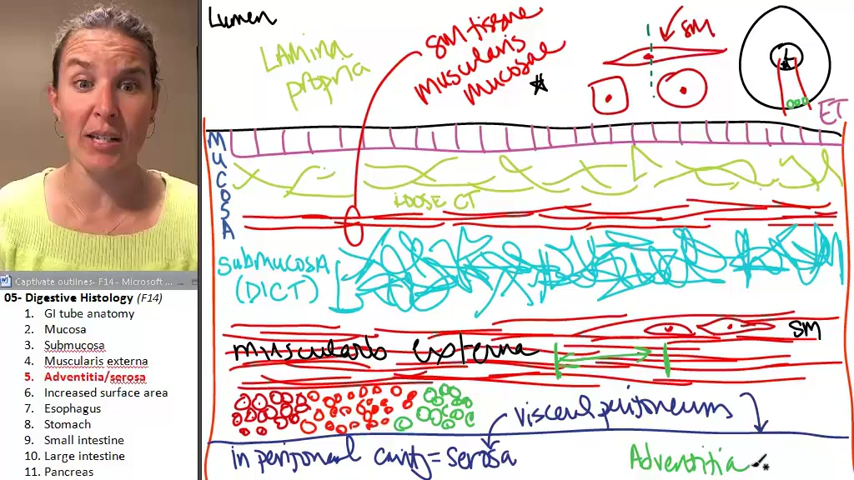 Lumen
LAMINA
propria
SM tissue
muscularis
mucosae
SM
L
ET
MUCOSA
LOOSE CT
SubmucosA
(DICT)
SM
muscularis externa
visceral peritoneum
in peritoneal cavity = serosa
Adventitia
Captivate outlines- F14 - Microsoft ...
05- Digestive Histology (F14)
1. GI tube anatomy
2. Mucosa
3. Submucosa
4. Muscularis externa
5. Adventitia/serosa
6. Increased surface area
7. Esophagus
8. Stomach
9. Small intestine
10. Large intestine
11. Pancreas